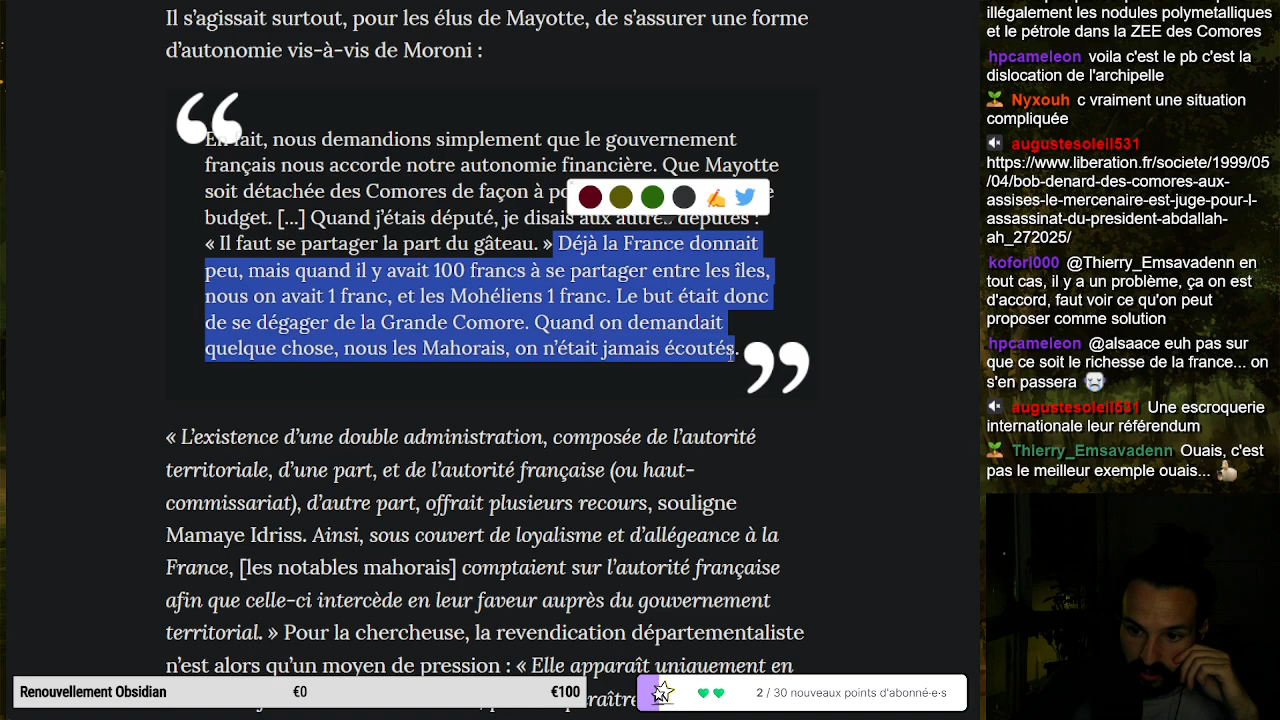 Il s’agissait surtout, pour les élus de Mayotte, de s’assurer une forme
d’autonomie vis-à-vis de Moroni :
“
En fait, nous demandions simplement que le gouvernement
français nous accorde notre autonomie financière. Que Mayotte
soit détachée des Comores de façon à
budget. […] Quand j’étais député, je disais aux autres députés :
« Il faut se partager la part du gâteau. » Déjà la France donnait
peu, mais quand il y avait 100 francs à se partager entre les îles,
nous on avait 1 franc, et les Mohéliens 1 franc. Le but était donc
de se dégager de la Grande Comore. Quand on demandait
quelque chose, nous les Mahorais, on n’était jamais écoutés.
”
« L’existence d’une double administration, composée de l’autorité
territoriale, d’une part, et de l’autorité française (ou haut-
commissariat), d’autre part, offrait plusieurs recours, souligne
Mamaye Idriss. Ainsi, sous couvert de loyalisme et d’allégeance à la
France, [les notables mahorais] comptaient sur l’autorité française
afin que celle-ci intercède en leur faveur auprès du gouvernement
territorial. » Pour la chercheuse, la revendication départementaliste
n’est alors qu’un moyen de pression : « Elle apparaît uniquement en
Renouvellement Obsidian €0 €100
2 / 30 nouveaux points d'abonné·e·s
illégalement les nodules polymetalliques
et le pétrole dans la ZEE des Comores
hpcameleon voila c'est le pb c'est la
dislocation de l'archipelle
Nyxouh c vraiment une situation
compliquée
augustesoleil531
https://www.liberation.fr/societe/1999/05
/04/bob-denard-des-comores-aux-
assises-le-mercenaire-est-juge-pour-l-
assassinat-du-president-abdallah-
ah_272025/
kofori000 @Thierry_Emsavadenn en
tout cas, il y a un problème, ça on est
d'accord, faut voir ce qu'on peut
proposer comme solution
hpcameleon @alsaace euh pas sur
que ce soit le richesse de la france... on
s'en passera
augustesoleil531 Une escroquerie
internationale leur référendum
Thierry_Emsavadenn Ouais, c'est
pas le meilleur exemple ouais...